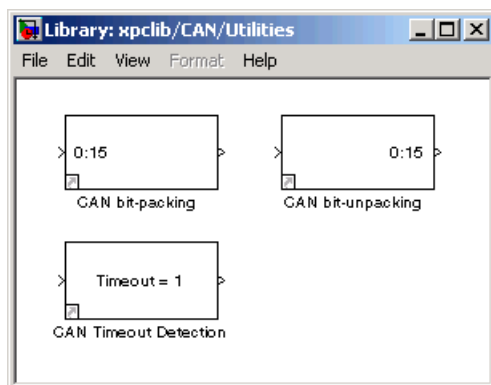 Library: xpclib/CAN/Utilities
File Edit View Format Help
0:15
0:15
CAN bit-packing
CAN bit-unpacking
Timeout = 1
CAN Timeout Detection